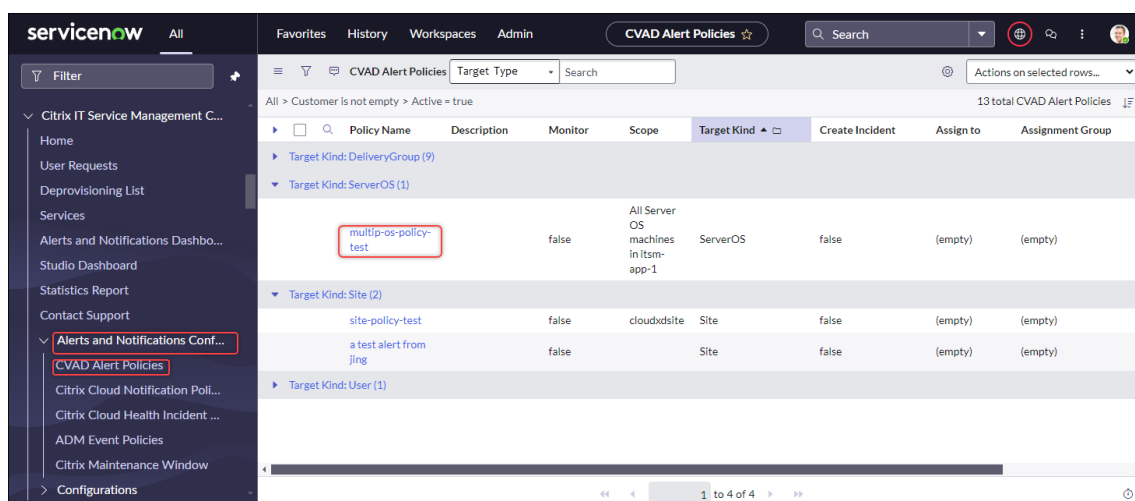 servicenow All Favorites History Workspaces Admin CVAD Alert Policies Search
Filter
CVAD Alert Policies Target Type Search Actions on selected rows...
All > Customer is not empty > Active = true 13 total CVAD Alert Policies
Citrix IT Service Management C...
Home
User Requests
Deprovisioning List
Services
Alerts and Notifications Dashbo...
Studio Dashboard
Statistics Report
Contact Support
Alerts and Notifications Conf...
CVAD Alert Policies
Citrix Cloud Notification Poli...
Citrix Cloud Health Incident ...
ADM Event Policies
Citrix Maintenance Window
Configurations
Policy Name Description Monitor Scope Target Kind Create Incident Assign to Assignment Group
Target Kind: DeliveryGroup (9)
Target Kind: ServerOS (1)
multip-os-policy-
test
false
All Server
OS
machines
in itsm-
app-1
ServerOS false (empty) (empty)
Target Kind: Site (2)
site-policy-test false cloudxdsite Site false (empty) (empty)
a test alert from
jing
false Site false (empty) (empty)
Target Kind: User (1)
1 to 4 of 4